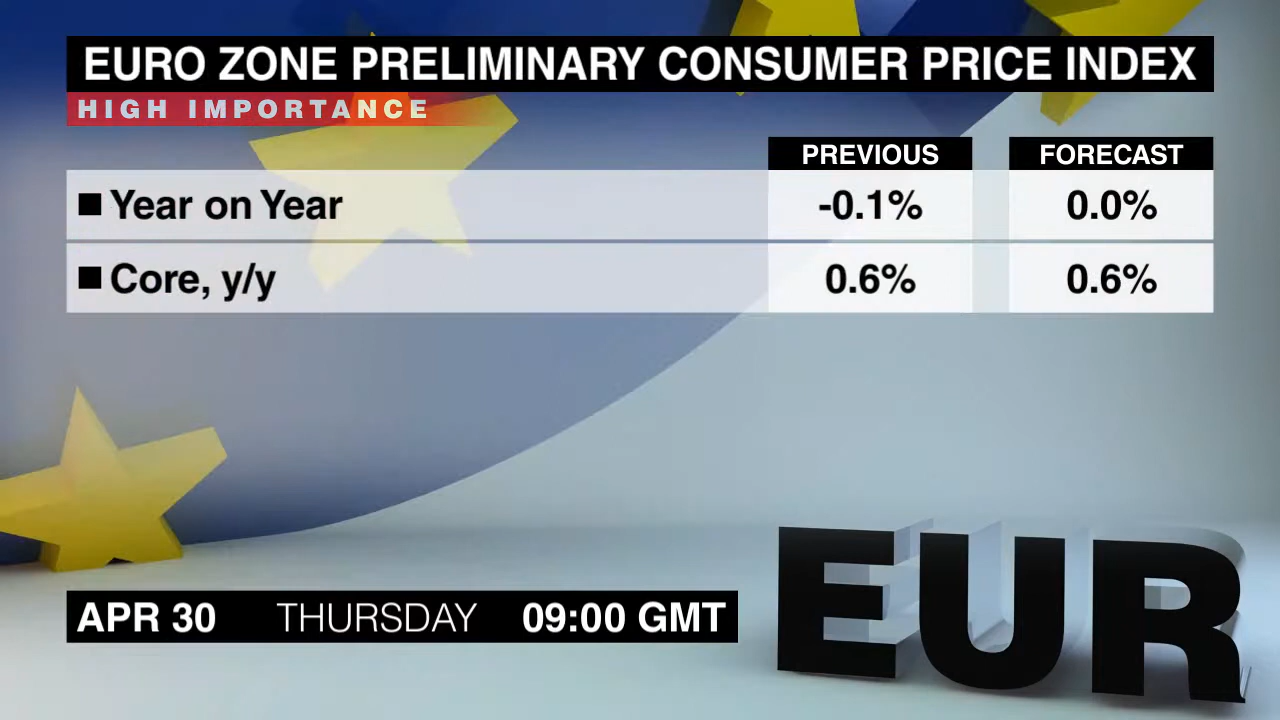 EURO ZONE PRELIMINARY CONSUMER PRICE INDEX
HIGH IMPORTANCE
PREVIOUS FORECAST
Year on Year -0.1% 0.0%
Core, y/y 0.6% 0.6%
APR 30 THURSDAY 09:00 GMT
EUR